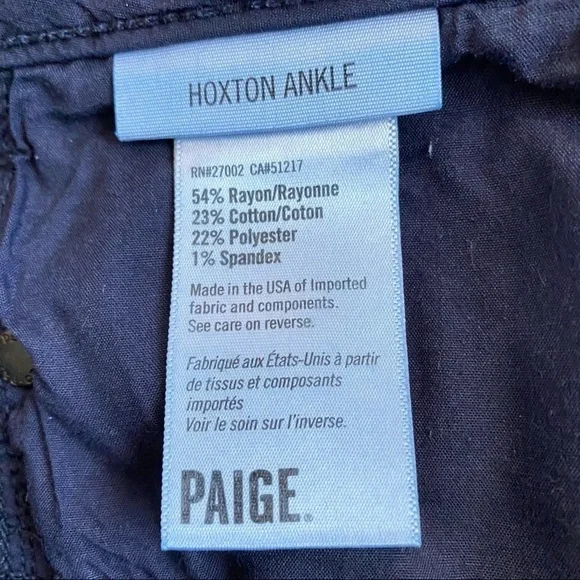 HOXTON ANKLE
RN#27002 CA#51217
54% Rayon/Rayonne
23% Cotton/Coton
22% Polyester
1% Spandex
Made in the USA of Imported
fabric and components.
See care on reverse.
Fabriqué aux États-Unis à partir
de tissus et composants
importés
Voir le soin sur l'inverse.
PAIGE®